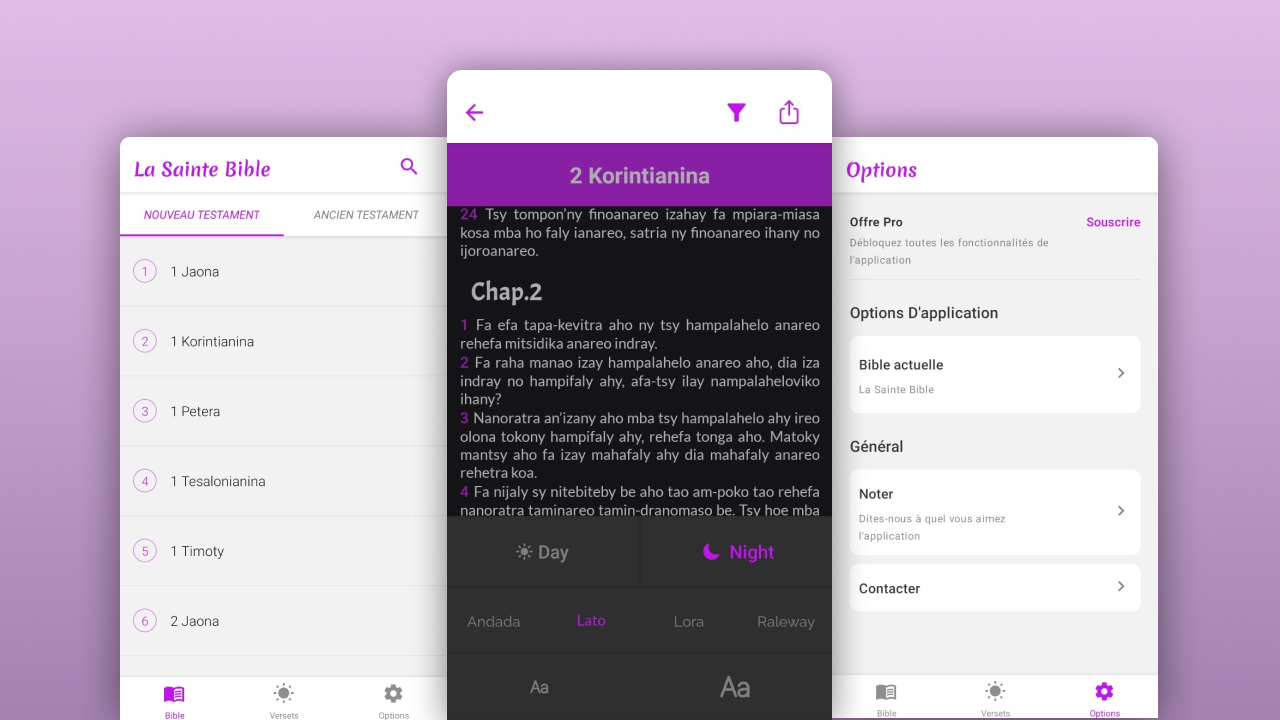 La Sainte Bible
NOUVEAU TESTAMENT
ANCIEN TESTAMENT
1 1 Jaona
2 1 Korintianina
3 1 Petera
4 1 Tesalonianina
5 1 Timoty
6 2 Jaona
Bible
Versets
Options
2 Korintianina
24 Tsy tompon'ny finoanareo izahay fa mpiara-miasa
kosa mba ho faly ianareo, satria ny finoanareo ihany no
ijoroanareo.
Chap.2
1 Fa efa tapa-kevitra aho ny tsy hampalahelo anareo
rehefa mitsidika anareo indray.
2 Fa raha manao izay hampalahelo anareo aho, dia iza
indray no hampifaly ahy, afa-tsy ilay nampalaheloviko
ihany?
3 Nanoratra an'izany aho mba tsy hampalahelo ahy ireo
olona tokony hampifaly ahy, rehefa tonga aho. Matoky
mantsy aho fa izay mahafaly ahy dia mahafaly anareo
rehetra koa.
4 Fa nijaly sy nitebiteby be aho tao am-poko tao rehefa
nanoratra taminareo tamin-dranomaso be. Tsy hoe mba
Day
Night
Andada
Lato
Lora
Raleway
Aa
Aa
Options
Offre Pro
Souscrire
Débloquez toutes les fonctionnalités de
l'application
Options D'application
Bible actuelle
La Sainte Bible
Général
Noter
Dites-nous à quel vous aimez
l'application
Contacter
Bible
Versets
Options